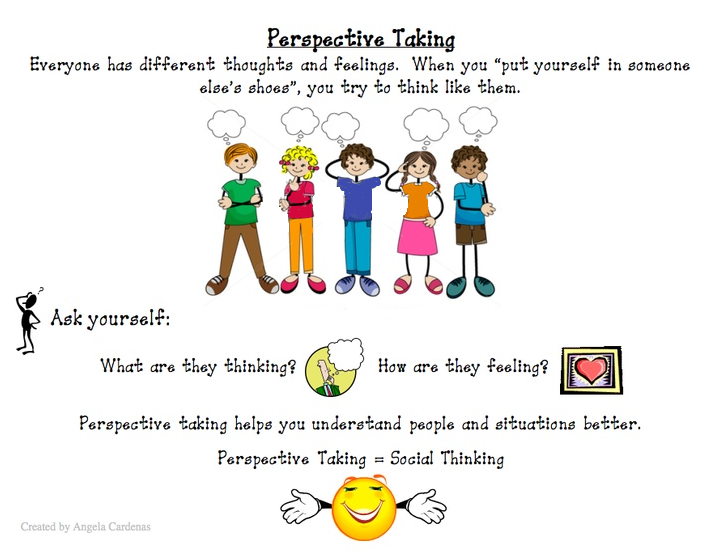 Perspective Taking
Everyone has different thoughts and feelings. When you “put yourself in someone
else’s shoes”, you try to think like them.
?
Ask yourself:
What are they thinking? How are they feeling?
Perspective taking helps you understand people and situations better.
Perspective Taking = Social Thinking
Created by Angela Cardenas